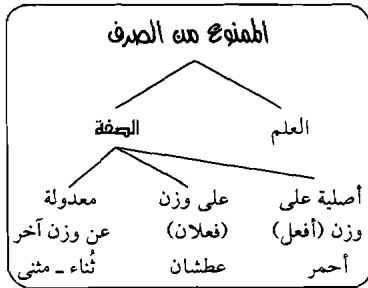 الممنوع من الصرف
العلم الصفة
أصلية على على وزن معدولة
وزن (أفعل) (فعلان) عن وزن آخر
أحمر عطشان ثُناء ـ مثنى